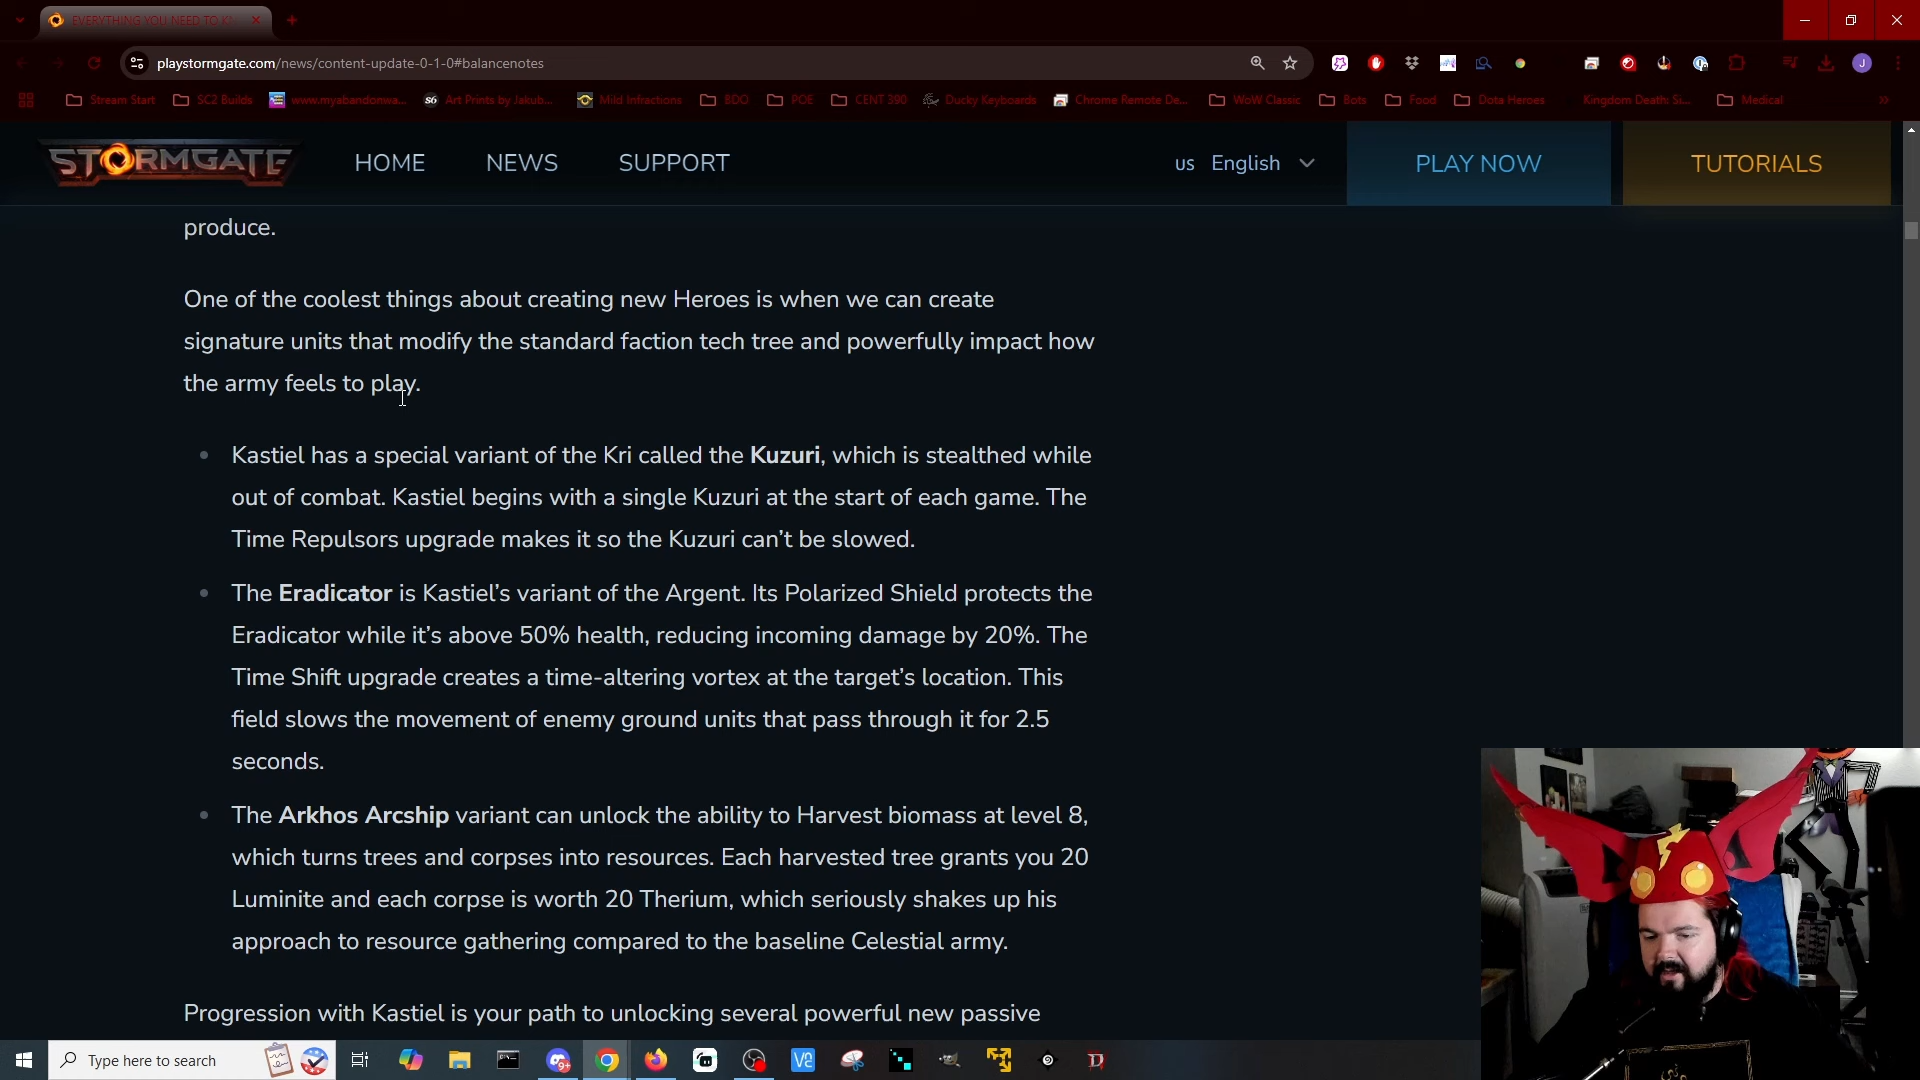 EVERYTHING YOU NEED TO K
playstormgate.com/news/content-update-0-1-0#balancenotes
J
Stream Start
SC2 Builds
www.myabandonwa...
Art Prints by Jakub...
Mild Infractions
BDO
POE
CENT 390
Ducky Keyboards
Chrome Remote De...
WoW Classic
Bots
Food
Dota Heroes
Kingdom Death: Si...
Medical
STORMGATE
HOME
NEWS
SUPPORT
us English
PLAY NOW
TUTORIALS
produce.
One of the coolest things about creating new Heroes is when we can create
signature units that modify the standard faction tech tree and powerfully impact how
the army feels to play.
Kastiel has a special variant of the Kri called the Kuzuri, which is stealthed while
out of combat. Kastiel begins with a single Kuzuri at the start of each game. The
Time Repulsors upgrade makes it so the Kuzuri can’t be slowed.
The Eradicator is Kastiel’s variant of the Argent. Its Polarized Shield protects the
Eradicator while it’s above 50% health, reducing incoming damage by 20%. The
Time Shift upgrade creates a time-altering vortex at the target’s location. This
field slows the movement of enemy ground units that pass through it for 2.5
seconds.
The Arkhos Arcship variant can unlock the ability to Harvest biomass at level 8,
which turns trees and corpses into resources. Each harvested tree grants you 20
Luminite and each corpse is worth 20 Therium, which seriously shakes up his
approach to resource gathering compared to the baseline Celestial army.
Progression with Kastiel is your path to unlocking several powerful new passive
Type here to search
9+